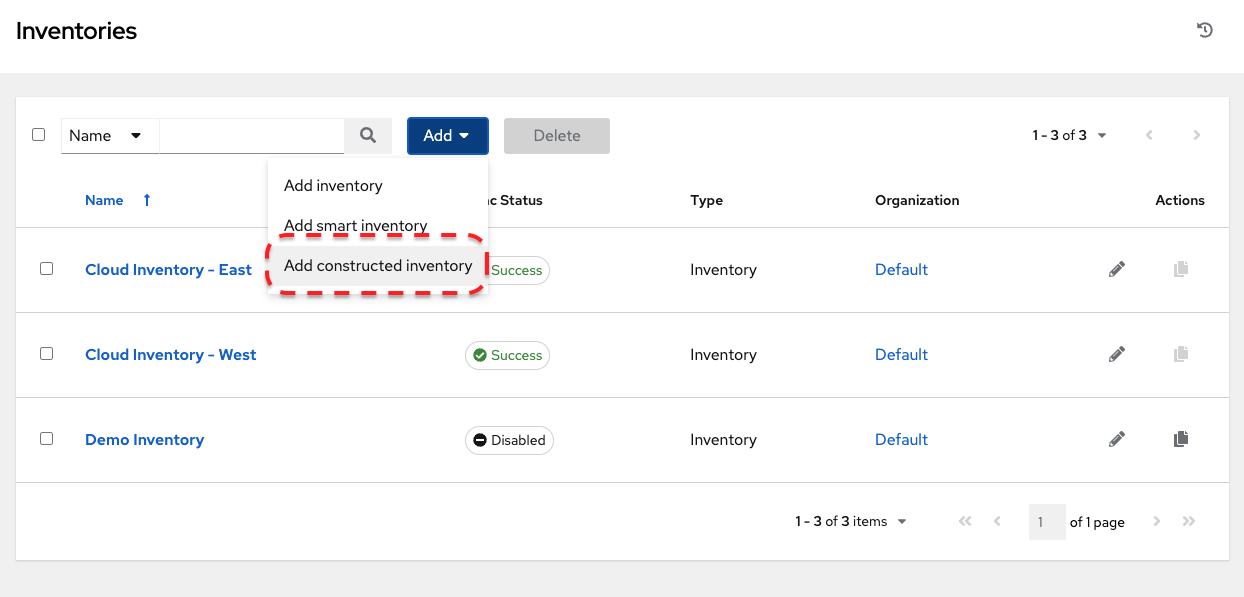 Inventories
Name Add Delete 1 - 3 of 3
Add inventory
Add smart inventory
Add constructed inventory
Name Status Type Organization Actions
Cloud Inventory - East Success Inventory Default
Cloud Inventory - West Success Inventory Default
Demo Inventory Disabled Inventory Default
1 - 3 of 3 items 1 of 1 page